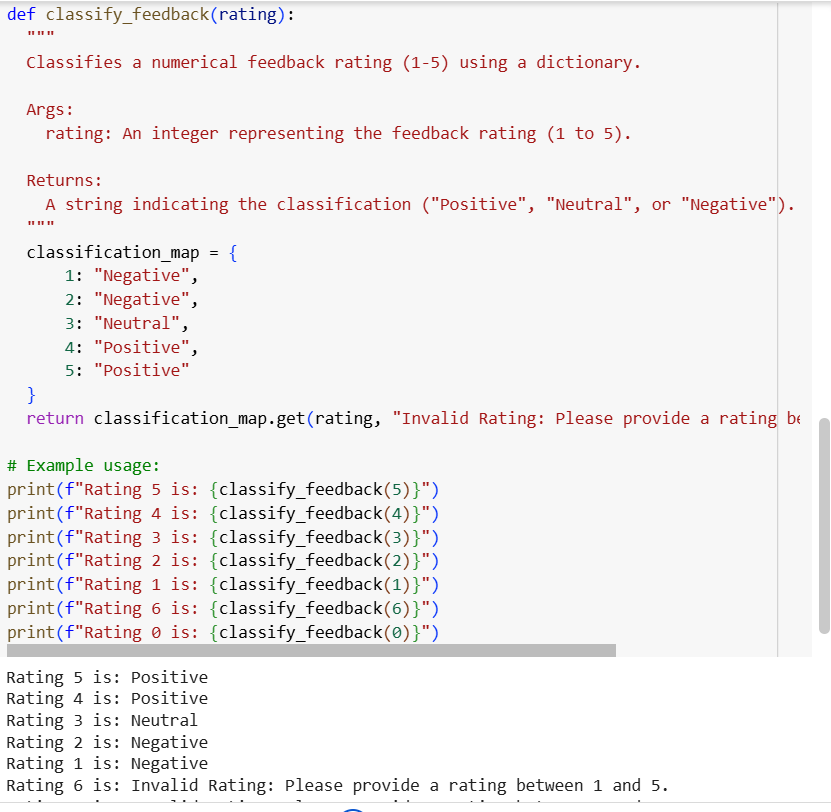 def classify_feedback(rating):
  """
  Classifies a numerical feedback rating (1-5) using a dictionary.

  Args:
    rating: An integer representing the feedback rating (1 to 5).

  Returns:
    A string indicating the classification ("Positive", "Neutral", or "Negative").
  """
  classification_map = {
      1: "Negative",
      2: "Negative",
      3: "Neutral",
      4: "Positive",
      5: "Positive"
  }
  return classification_map.get(rating, "Invalid Rating: Please provide a rating

# Example usage:
print(f"Rating 5 is: {classify_feedback(5)}")
print(f"Rating 4 is: {classify_feedback(4)}")
print(f"Rating 3 is: {classify_feedback(3)}")
print(f"Rating 2 is: {classify_feedback(2)}")
print(f"Rating 1 is: {classify_feedback(1)}")
print(f"Rating 6 is: {classify_feedback(6)}")
print(f"Rating 0 is: {classify_feedback(0)}")
Rating 5 is: Positive
Rating 4 is: Positive
Rating 3 is: Neutral
Rating 2 is: Negative
Rating 1 is: Negative
Rating 6 is: Invalid Rating: Please provide a rating between 1 and 5.